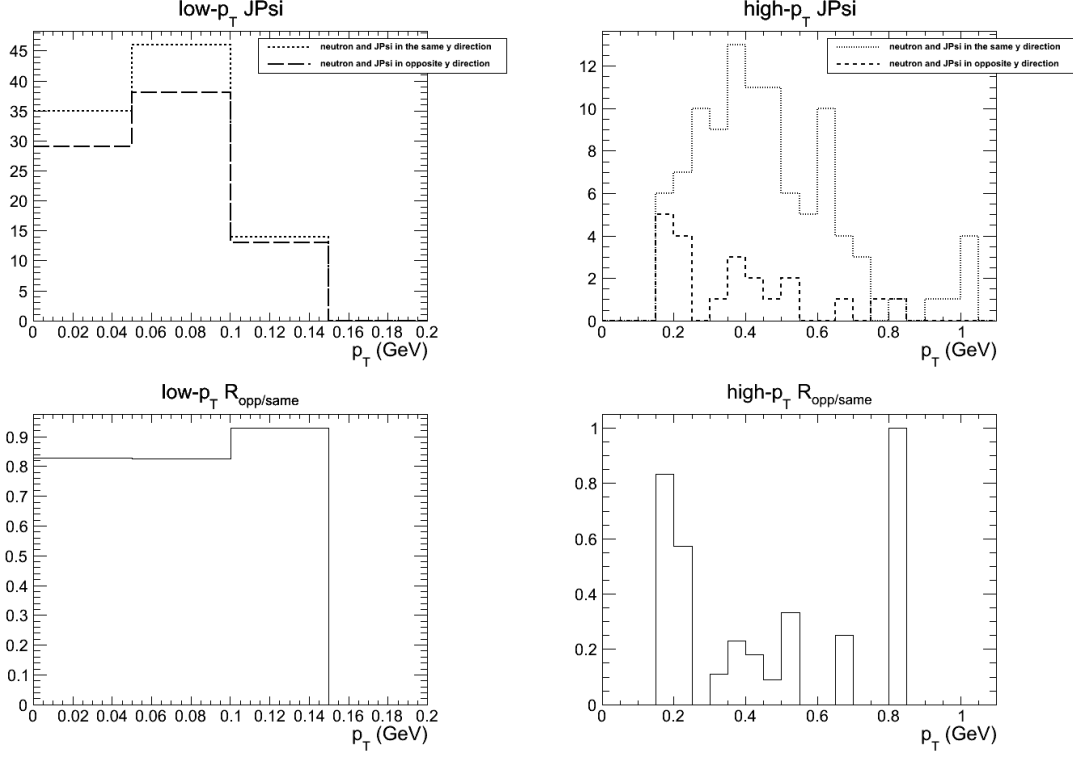 low-p_T JPsi
neutron and JPsi in the same y direction
neutron and JPsi in opposite y direction
45
40
35
30
25
20
15
10
5
0
0 0.02 0.04 0.06 0.08 0.1 0.12 0.14 0.16 0.18 0.2
p_T (GeV)
high-p_T JPsi
neutron and JPsi in the same y direction
neutron and JPsi in opposite y direction
12
10
8
6
4
2
0
0 0.2 0.4 0.6 0.8 1
p_T (GeV)
low-p_T R_opp/same
0.9
0.8
0.7
0.6
0.5
0.4
0.3
0.2
0.1
0
0 0.02 0.04 0.06 0.08 0.1 0.12 0.14 0.16 0.18 0.2
p_T (GeV)
high-p_T R_opp/same
1
0.8
0.6
0.4
0.2
0
0 0.2 0.4 0.6 0.8 1
p_T (GeV)